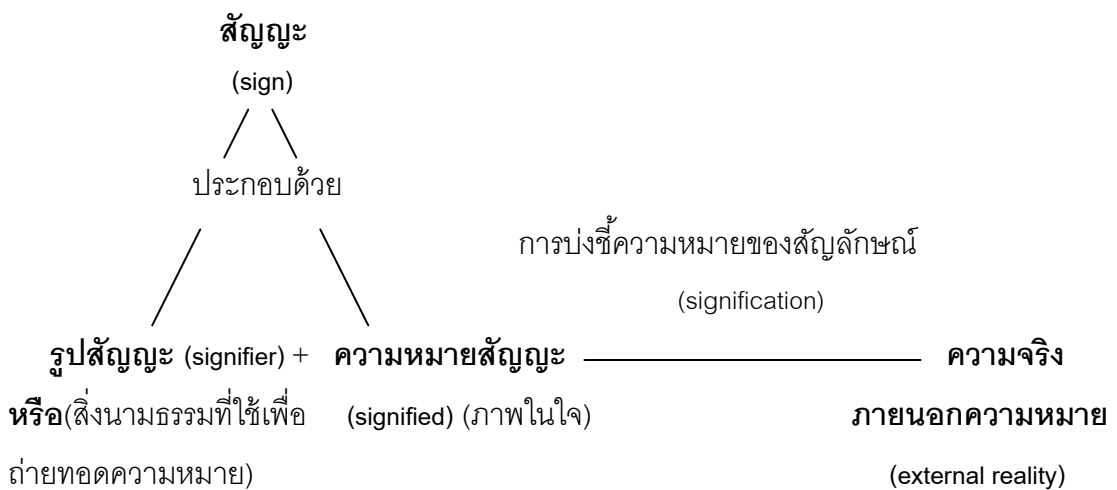 สัญญะ
(sign)
ประกอบด้วย
การบ่งชี้ความหมายของสัญลักษณ์
(signification)
รูปสัญญะ (signifier) + ความหมายสัญญะ ความจริง
หรือ(สิ่งนามธรรมที่ใช้เพื่อ (signified) (ภาพในใจ) ภายนอกความหมาย
ถ่ายทอดความหมาย) (external reality)